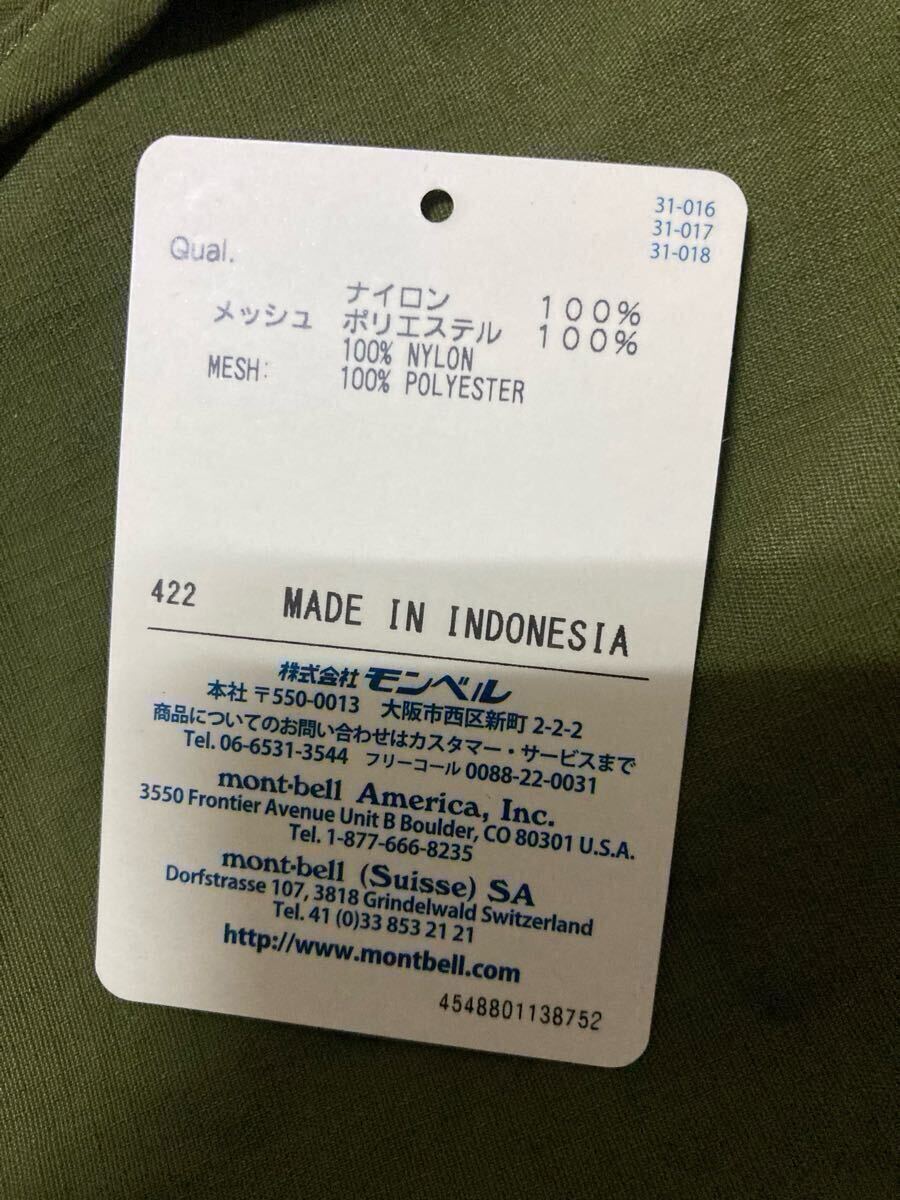 31-016
31-017
31-018
Qual.
ナイロン 100%
メッシュ ポリエステル 100%
100% NYLON
MESH: 100% POLYESTER
422 MADE IN INDONESIA
株式会社 モンベル
本社 〒550-0013 大阪市西区新町 2-2-2
商品についてのお問い合わせはカスタマー・サービスまで
Tel. 06-6531-3544 フリーコール 0088-22-0031
mont-bell America, Inc.
3550 Frontier Avenue Unit B Boulder, CO 80301 U.S.A.
Tel. 1-877-666-8235
mont-bell (Suisse) SA
Dorfstrasse 107, 3818 Grindelwald Switzerland
Tel. 41 (0)33 853 21 21
http://www.montbell.com
4548801138752